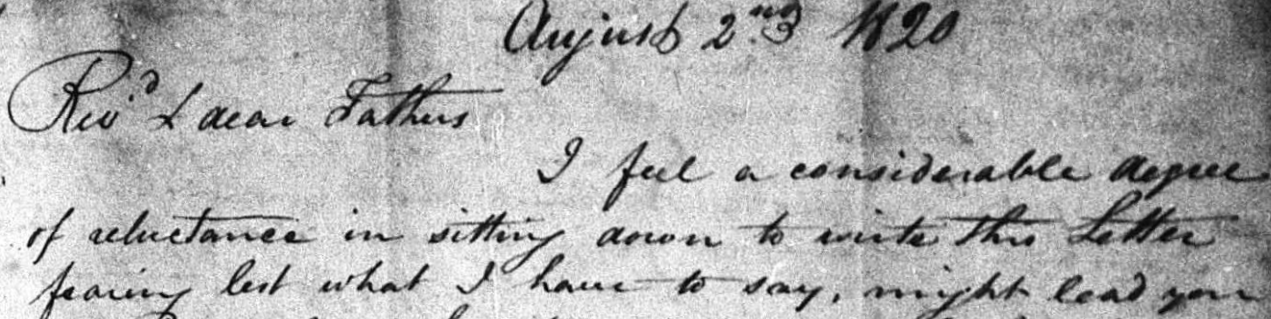 August 2nd 1820
Revd & dear Fathers
I feel a considerable degree
of reluctance in sitting down to write this Letter
fearing lest what I have to say, might lead you